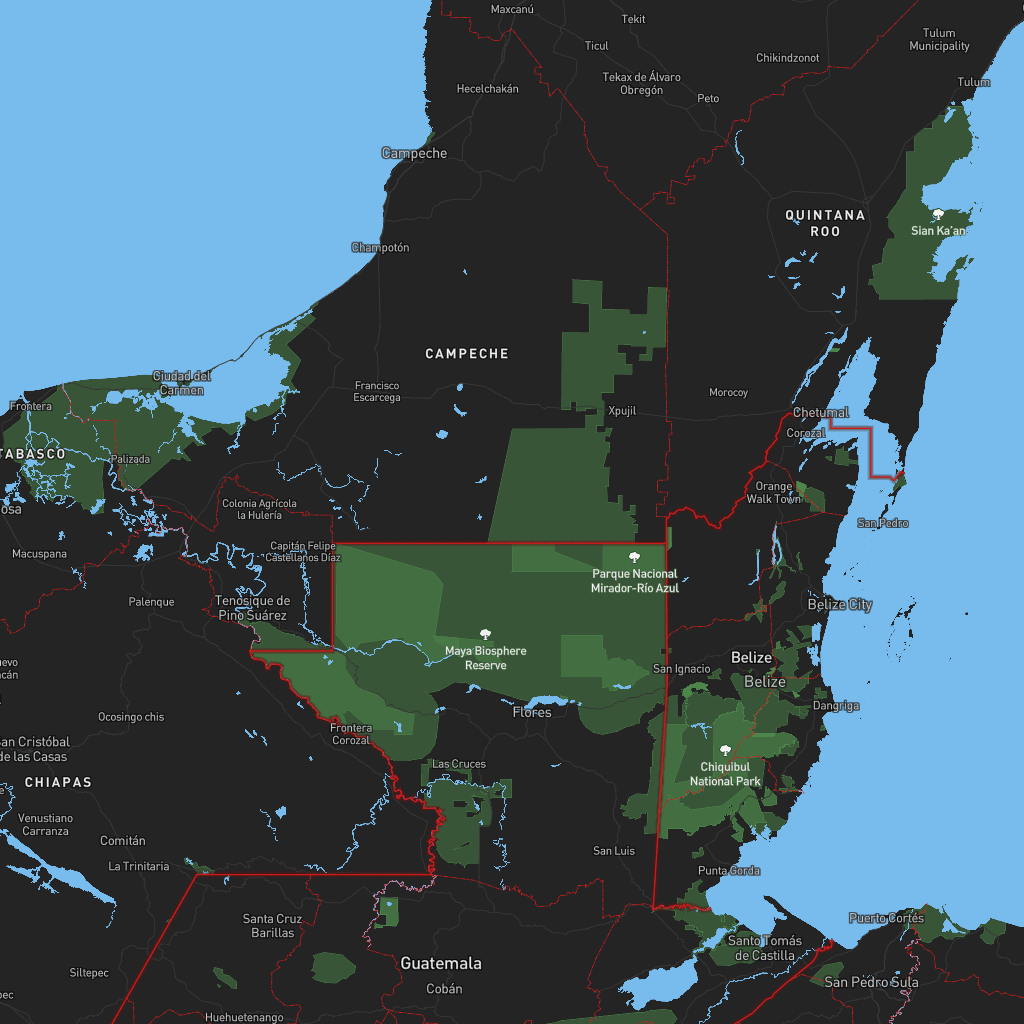 Maxcanú
Tekit
Ticul
Tulum
Municipality
Chikindzonot
Tekax de Álvaro
Obregón
Hecelchakán
Peto
Tulum
Campeche
QUINTANA
ROO
Sian Ka'an
Champotón
CAMPECHE
Ciudad del
Carmen
Francisco
Escarcega
Morocoy
Frontera
Xpujil
Chetumal
Corozal
TABASCO
Palizada
Orange
Walk Town
Colonia Agrícola
la Hulería
osa
San Pedro
Capitán Felipe
Castellanos Díaz
Macuspana
Parque Nacional
Mirador-Río Azul
Palenque
Tenosique de
Pino Suárez
Belize City
Maya Biosphere
Reserve
Belize
San Ignacio
Belize
uevo
cán
Dangriga
Ocosingo chis
Flores
Frontera
Corozal
an Cristóbal
de las Casas
Las Cruces
Chiquibul
National Park
CHIAPAS
Venustiano
Carranza
Comitán
San Luis
La Trinitaria
Punta Gorda
Santa Cruz
Barillas
Puerto Cortés
Santo Tomás
de Castilla
Guatemala
Siltepec
Cobán
San Pedro Sula
pec
Huehuetenango